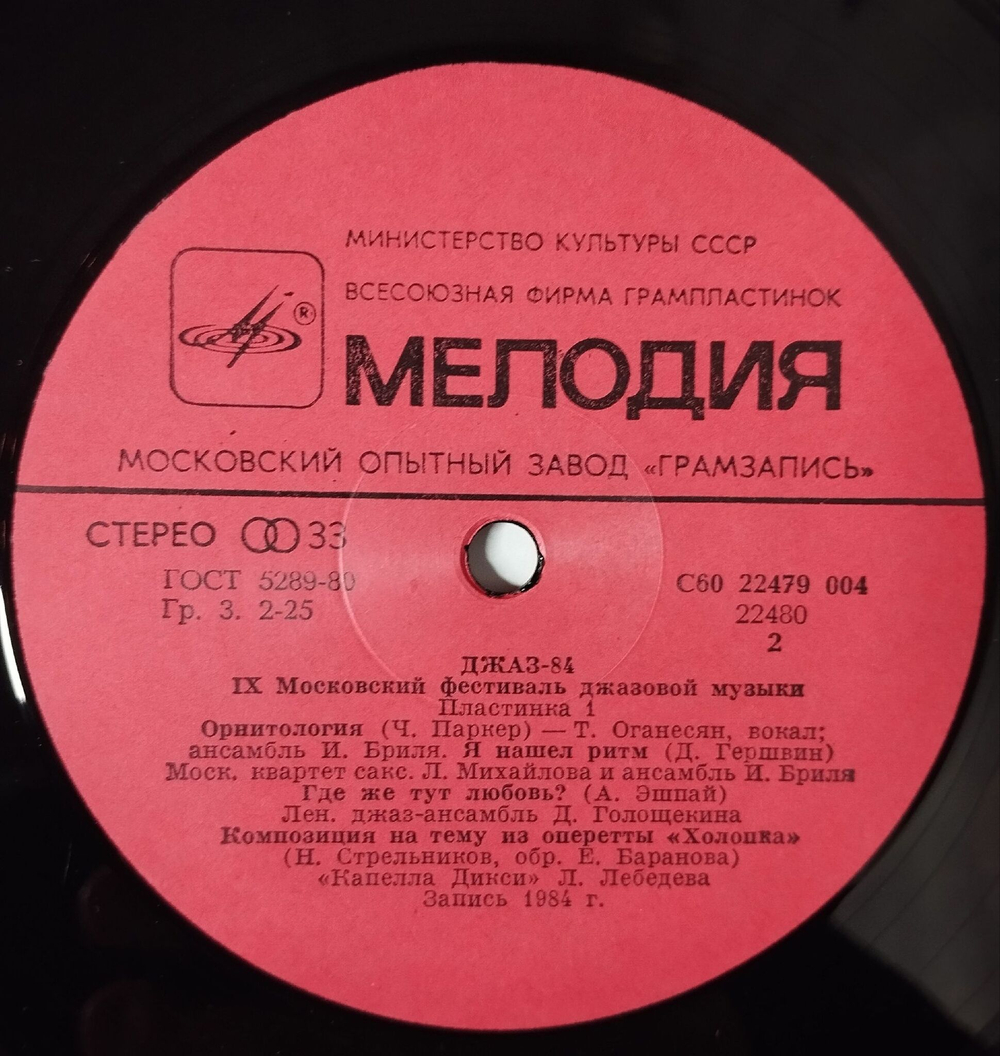 МИНИСТЕРСТВО КУЛЬТУРЫ СССР
ВСЕСОЮЗНАЯ ФИРМА ГРАМПЛАСТИНОК
®
МЕЛОДИЯ
МОСКОВСКИЙ ОПЫТНЫЙ ЗАВОД «ГРАМЗАПИСЬ»
СТЕРЕО 33
ГОСТ 5289-80
Гр. 3. 2-25
С60 22479 004
22480
2
ДЖАЗ-84
IX Московский фестиваль джазовой музыки
Пластинка 1
Орнитология (Ч. Паркер) — Т. Оганесян, вокал;
ансамбль И. Бриля. Я нашел ритм (Д. Гершвин)
Моск. квартет сакс. Л. Михайлова и ансамбль И. Бриля
Где же тут любовь? (А. Эшпай)
Лен. джаз-ансамбль Д. Голощекина
Композиция на тему из оперетты «Холопка»
(Н. Стрельников, обр. Е. Баранова)
«Капелла Дикси» Л. Лебедева
Запись 1984 г.